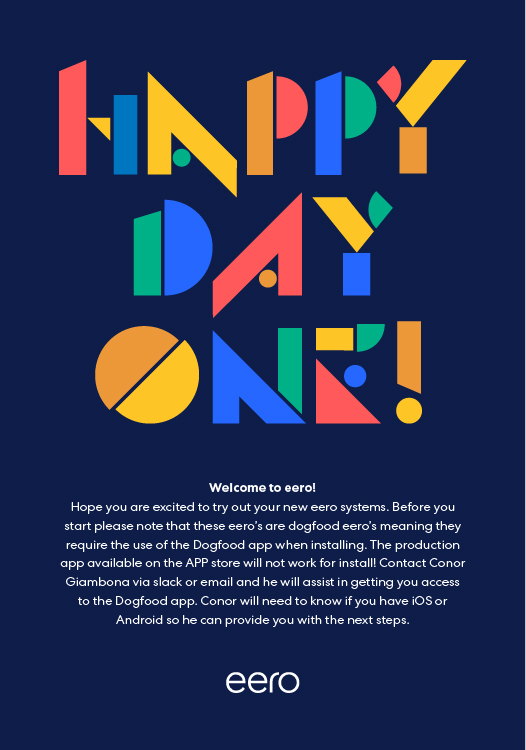 HAPPY
DAY
ONE!
Welcome to eero!
Hope you are excited to try out your new eero systems. Before you
start please note that these eero's are dogfood eero's meaning they
require the use of the Dogfood app when installing. The production
app available on the APP store will not work for install! Contact Conor
Giambona via slack or email and he will assist in getting you access
to the Dogfood app. Conor will need to know if you have iOS or
Android so he can provide you with the next steps.
eero